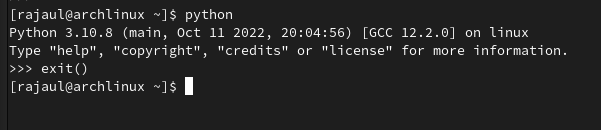 [rajaul@archlinux ~]$ python
Python 3.10.8 (main, Oct 11 2022, 20:04:56) [GCC 12.2.0] on linux
Type "help", "copyright", "credits" or "license" for more information.
>>> exit()
[rajaul@archlinux ~]$